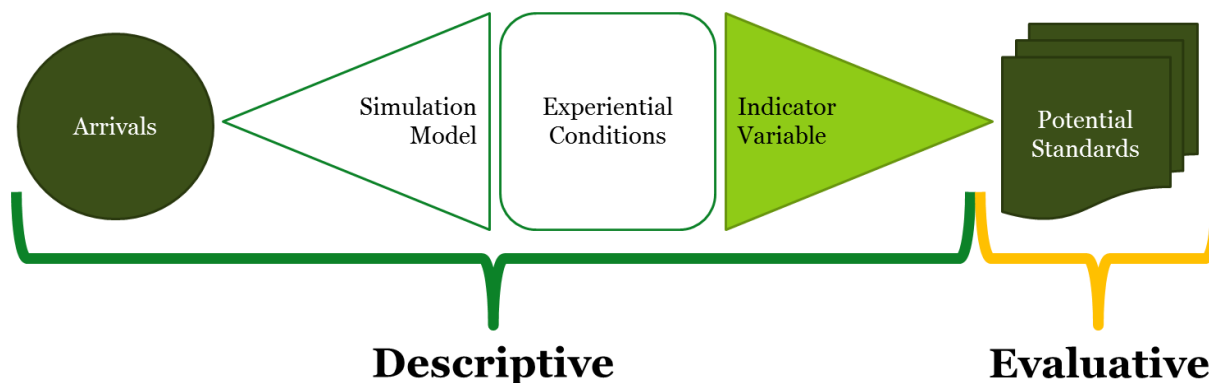 Arrivals
Simulation
Model
Experiential
Conditions
Indicator
Variable
Potential
Standards
Descriptive
Evaluative